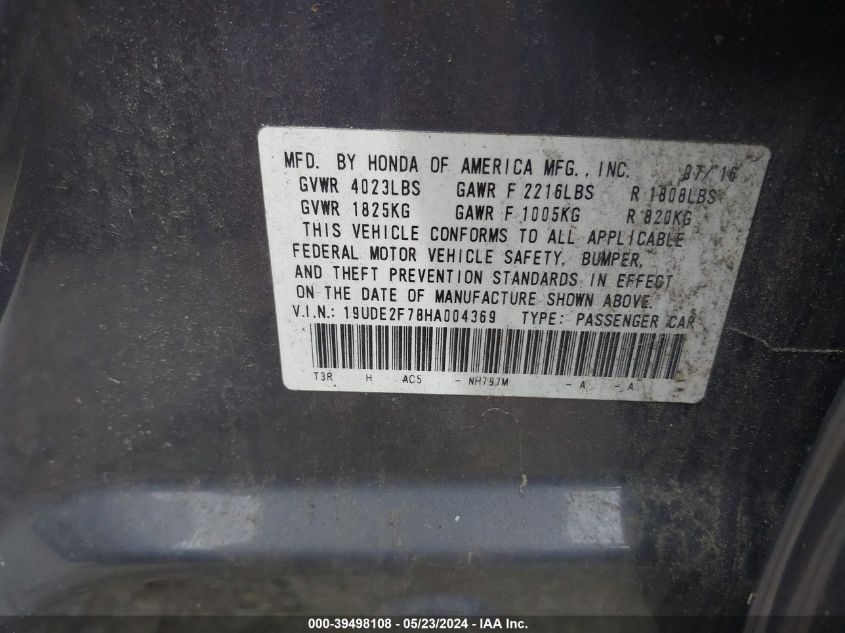 MFD. BY HONDA OF AMERICA MFG., INC. 07/16
GVWR 4023LBS GAWR F 2216LBS R 1808LBS
GVWR 1825KG GAWR F 1005KG R 820KG
THIS VEHICLE CONFORMS TO ALL APPLICABLE
FEDERAL MOTOR VEHICLE SAFETY, BUMPER,
AND THEFT PREVENTION STANDARDS IN EFFECT
ON THE DATE OF MANUFACTURE SHOWN ABOVE.
V.I.N.: 19UDE2F78HA004369 TYPE: PASSENGER CAR
T3R H AC5 - NH797M - A - A
000-39498108 - 05/23/2024 - IAA Inc.